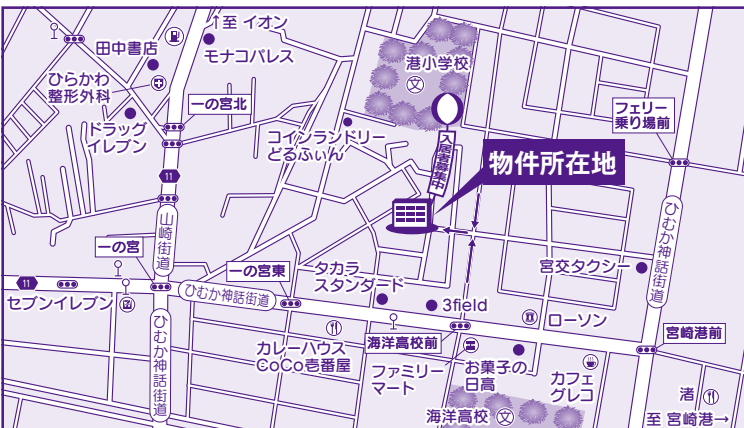 ↑至 イオン
田中書店
モナコパレス
ひらかわ
整形外科
一の宮北
ドラッグ
イレブン
コインランドリー
どるふぃん
港小学校
文
入居者募集中
物件所在地
フェリー
乗り場前
11
山崎街道
一の宮
一の宮東
タカラ
スタンダード
宮交タクシー
ひむか神話街道
11
セブンイレブン
ひむか神話街道
3field
ローソン
宮崎港前
ひむか神話街道
カレーハウス
CoCo壱番屋
海洋高校前
ファミリー
マート
お菓子の
日高
カフェ
グレコ
渚
海洋高校
文
至 宮崎港→